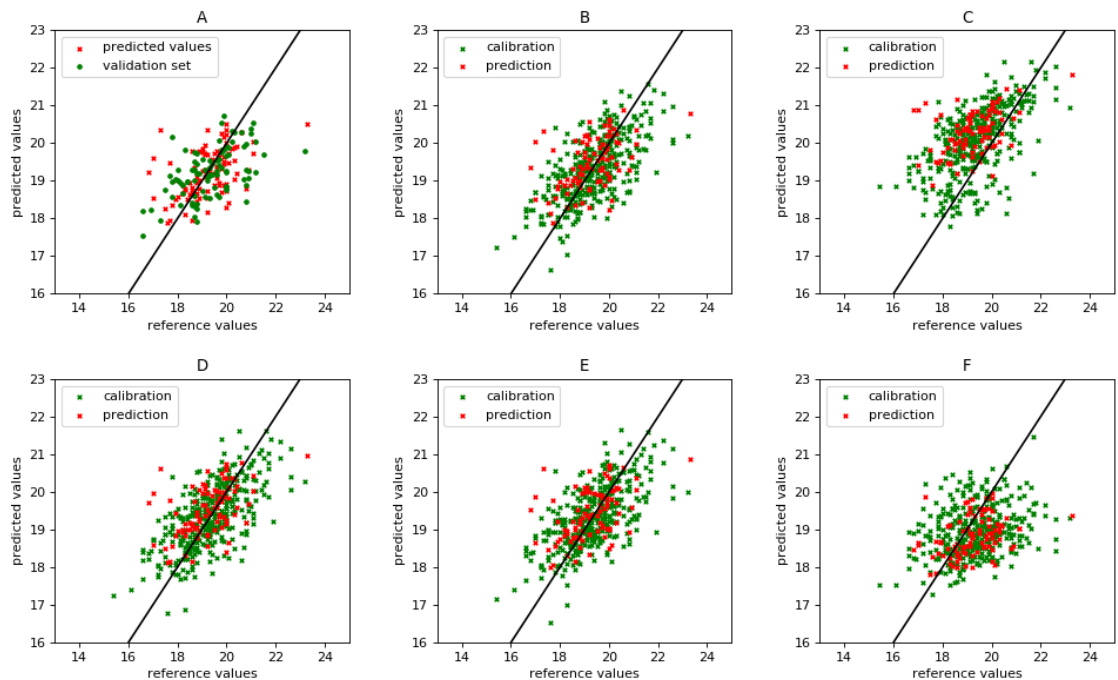 A
predicted values
validation set
23
22
21
20
19
18
17
16
predicted values
14
16
18
20
22
24
reference values
B
calibration
prediction
23
22
21
20
19
18
17
16
predicted values
14
16
18
20
22
24
reference values
C
calibration
prediction
23
22
21
20
19
18
17
16
predicted values
14
16
18
20
22
24
reference values
D
calibration
prediction
23
22
21
20
19
18
17
16
predicted values
14
16
18
20
22
24
reference values
E
calibration
prediction
23
22
21
20
19
18
17
16
predicted values
14
16
18
20
22
24
reference values
F
calibration
prediction
23
22
21
20
19
18
17
16
predicted values
14
16
18
20
22
24
reference values